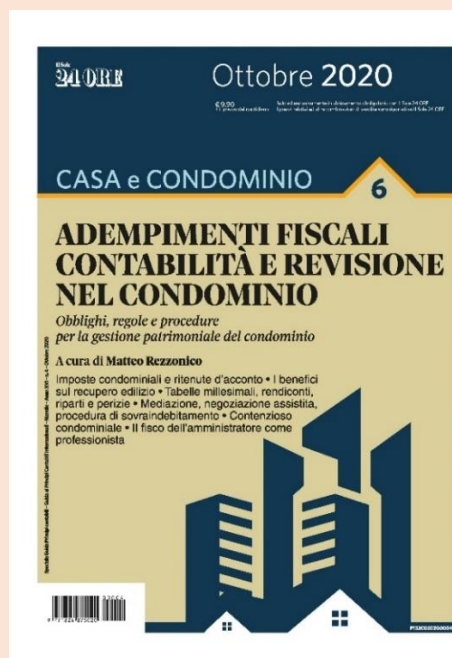 Il Sole
24 ORE
Ottobre 2020
€ 9,90
CASA e CONDOMINIO
6
ADEMPIMENTI FISCALI
CONTABILITÀ E REVISIONE
NEL CONDOMINIO
Obblighi, regole e procedure
per la gestione patrimoniale del condominio
A cura di Matteo Rezzonico
Imposte condominiali e ritenute d'acconto • I benefici
sul recupero edilizio • Tabelle millesimali, rendiconti,
riparti e perizie • Mediazione, negoziazione assistita,
procedura di sovraindebitamento • Contenzioso
condominiale • Il fisco dell'amministratore come
professionista